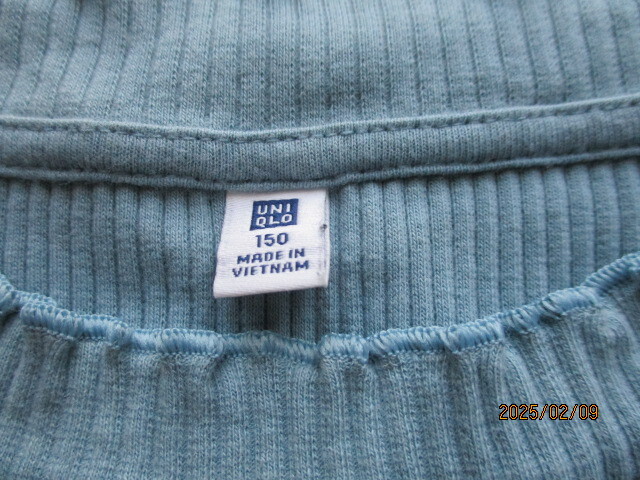 UNI
QLO
150
MADE IN
VIETNAM
2025/02/09